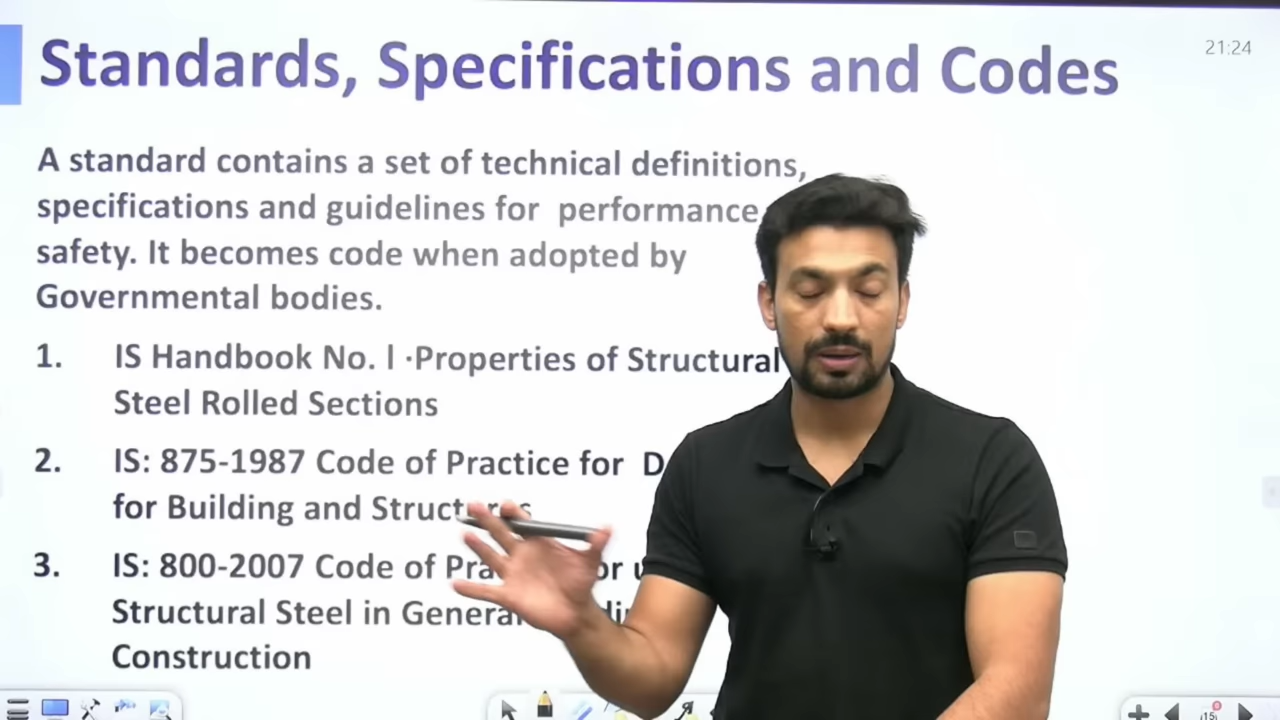 Standards, Specifications and Codes
21:24
A standard contains a set of technical definitions,
specifications and guidelines for performance
safety. It becomes code when adopted by
Governmental bodies.
1. IS Handbook No. I ·Properties of Structural
Steel Rolled Sections
2. IS: 875-1987 Code of Practice for
for Building and Structures
3. IS: 800-2007 Code of
Structural Steel in General
Construction
15